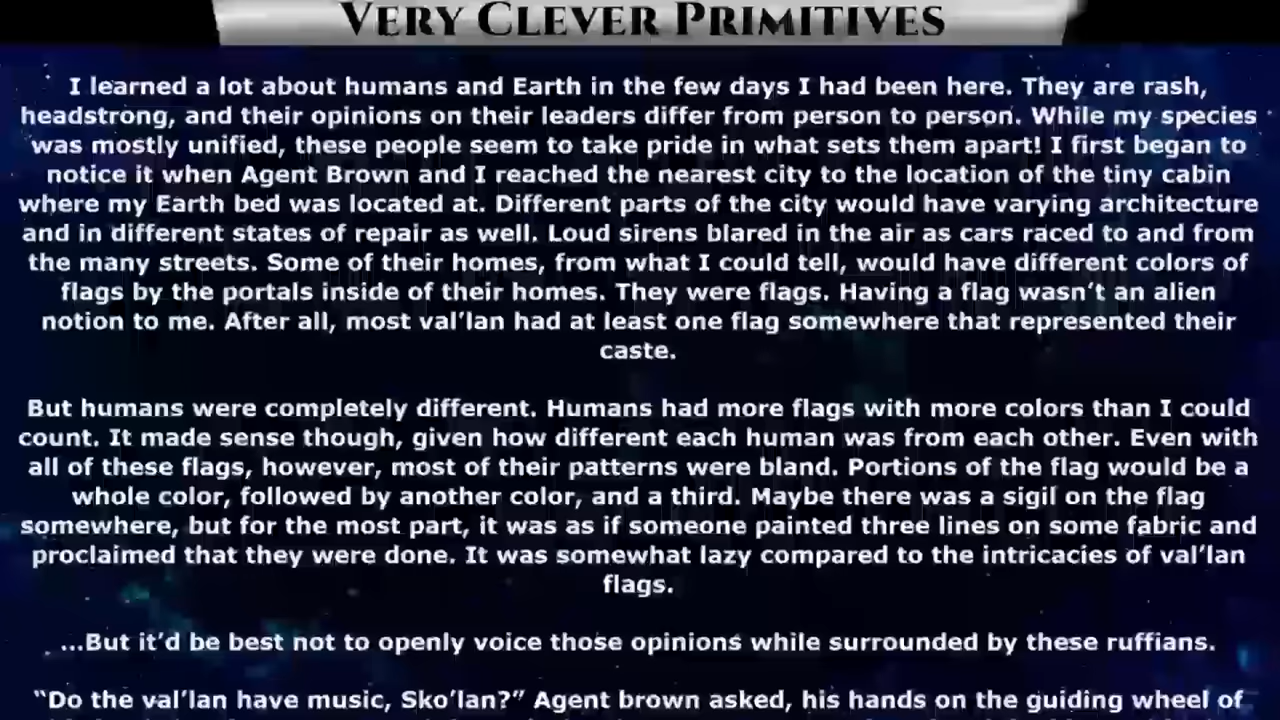 VERY CLEVER PRIMITIVES
I learned a lot about humans and Earth in the few days I had been here. They are rash,
headstrong, and their opinions on their leaders differ from person to person. While my species
was mostly unified, these people seem to take pride in what sets them apart! I first began to
notice it when Agent Brown and I reached the nearest city to the location of the tiny cabin
where my Earth bed was located at. Different parts of the city would have varying architecture
and in different states of repair as well. Loud sirens blared in the air as cars raced to and from
the many streets. Some of their homes, from what I could tell, would have different colors of
flags by the portals inside of their homes. They were flags. Having a flag wasn’t an alien
notion to me. After all, most val’lan had at least one flag somewhere that represented their
caste.
But humans were completely different. Humans had more flags with more colors than I could
count. It made sense though, given how different each human was from each other. Even with
all of these flags, however, most of their patterns were bland. Portions of the flag would be a
whole color, followed by another color, and a third. Maybe there was a sigil on the flag
somewhere, but for the most part, it was as if someone painted three lines on some fabric and
proclaimed that they were done. It was somewhat lazy compared to the intricacies of val’lan
flags.
...But it’d be best not to openly voice those opinions while surrounded by these ruffians.
“Do the val’lan have music, Sko’lan?” Agent brown asked, his hands on the guiding wheel of